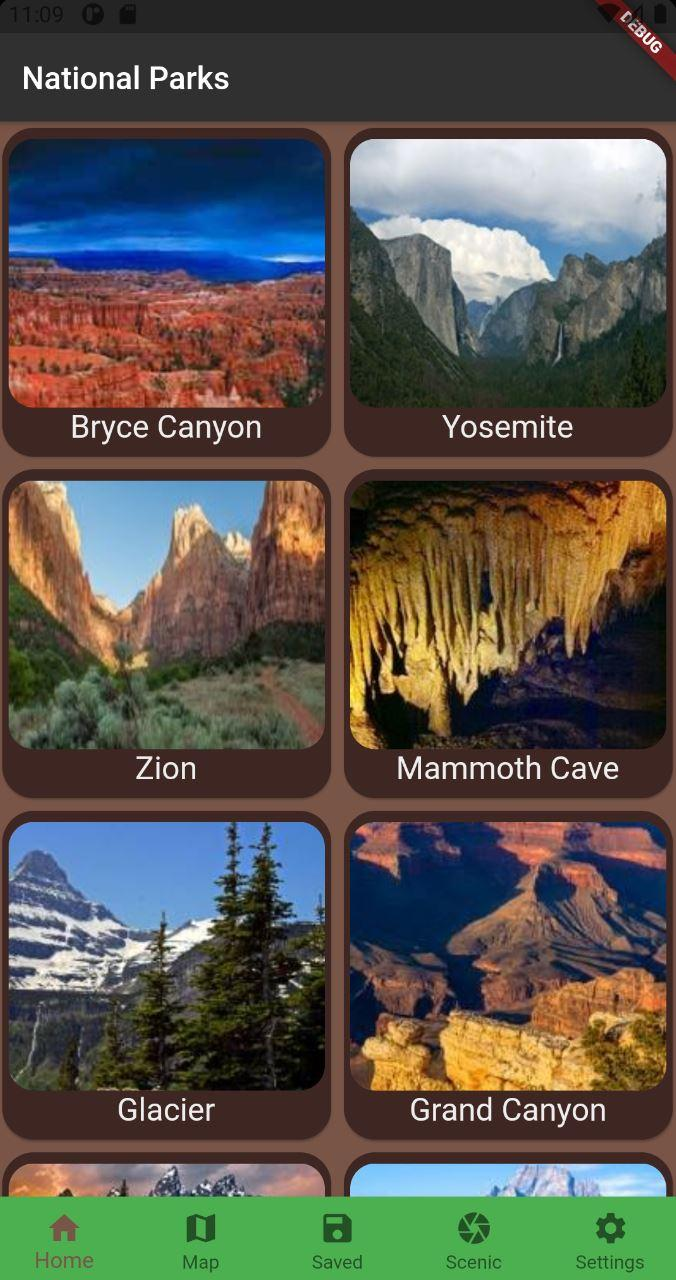 11:09
DEBUG
National Parks
Bryce Canyon Yosemite
Zion Mammoth Cave
Glacier Grand Canyon
Home Map Saved Scenic Settings